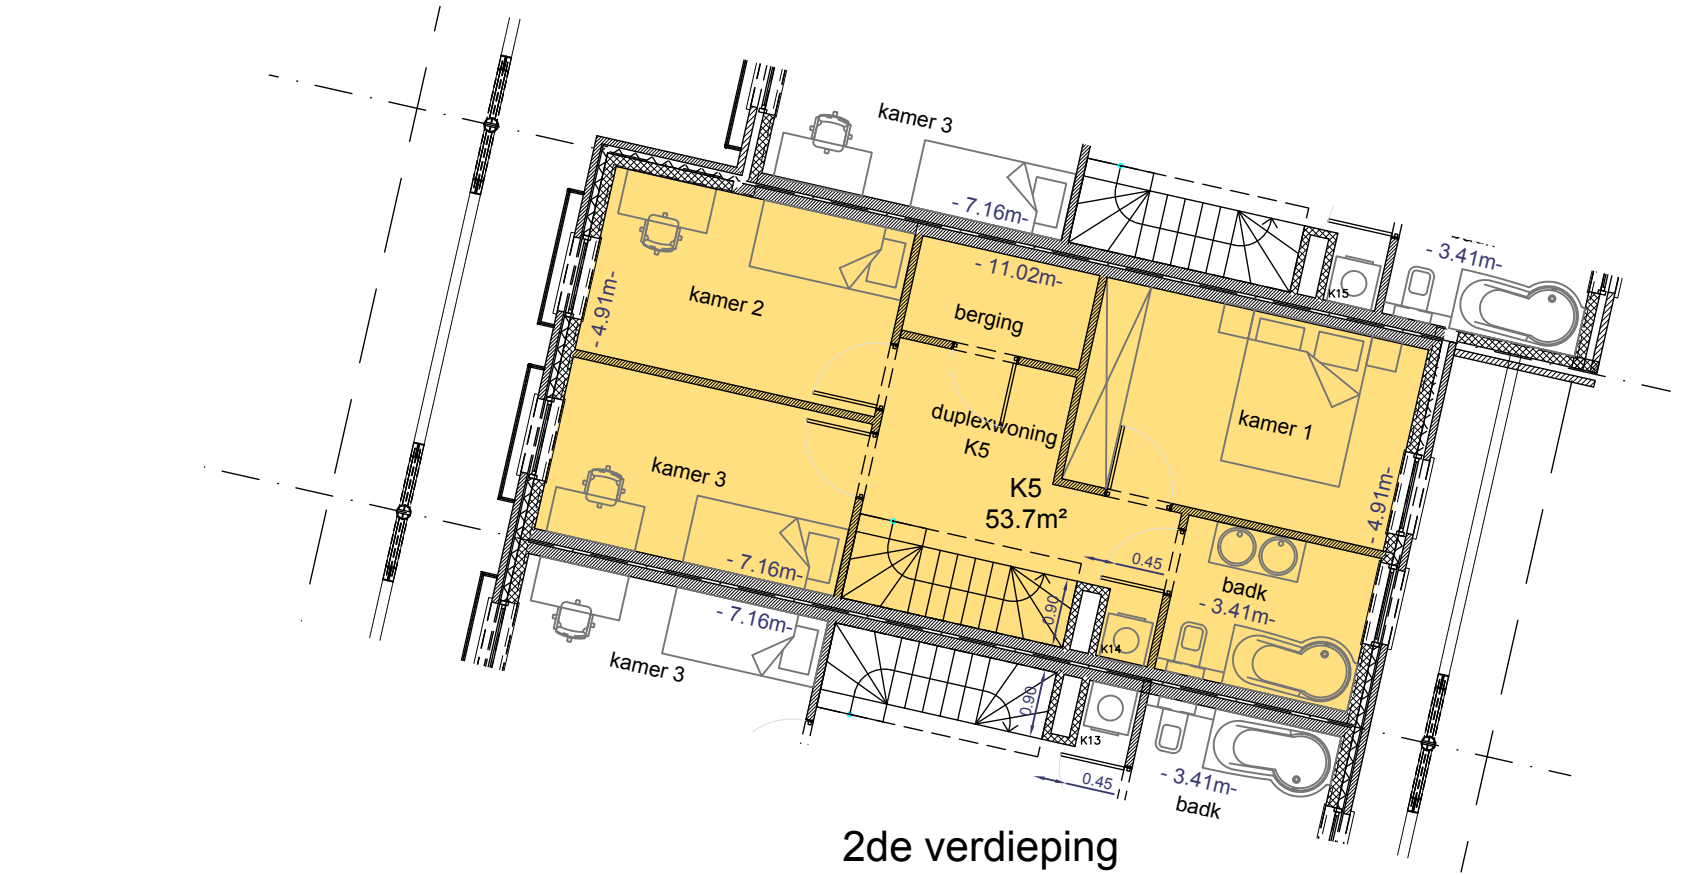 kamer 3
- 7.16m-
- 3.41m-
- 11.02m-
K15
- 4.91m-
kamer 2
berging
duplexwoning
K5
kamer 1
kamer 3
K5
53.7m²
- 4.91m-
0.45
- 7.16m-
badk
- 3.41m-
0.90
K14
- 7.16m-
kamer 3
0.90
K13
0.45
- 3.41m-
badk
2de verdieping